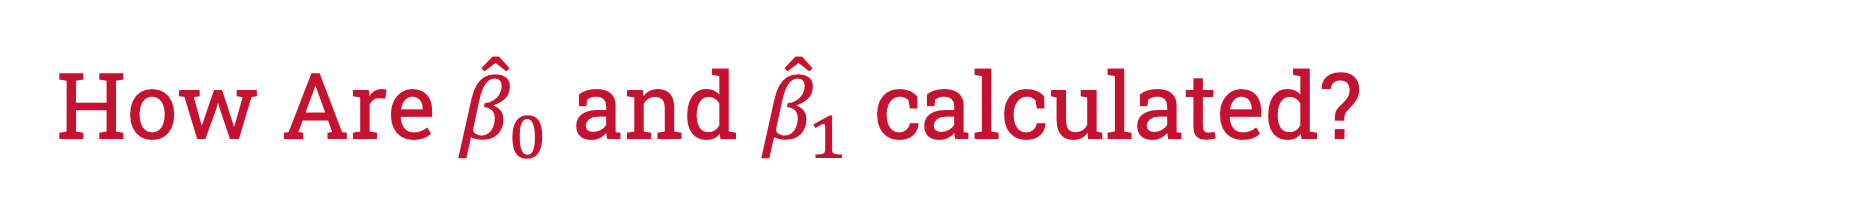 How Are β̂₀ and β̂₁ calculated?